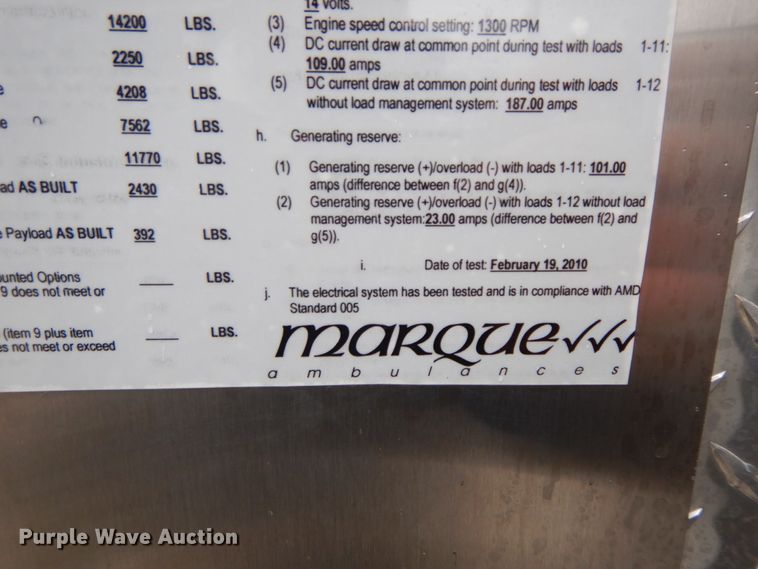 14200 LBS.
2250 LBS.
4208 LBS.
7562 LBS.
11770 LBS.
AS BUILT 2430 LBS.
Payload AS BUILT 392 LBS.
Options LBS.
9 does not meet or
(item 9 plus item LBS.
not meet or exceed
14 volts.
(3) Engine speed control setting: 1300 RPM
(4) DC current draw at common point during test with loads 1-11:
109.00 amps
(5) DC current draw at common point during test with loads 1-12
without load management system: 187.00 amps
h. Generating reserve:
(1) Generating reserve (+)/overload (-) with loads 1-11: 101.00
amps (difference between f(2) and g(4)).
(2) Generating reserve (+)/overload (-) with loads 1-12 without load
management system:23.00 amps (difference between f(2) and
g(5)).
i. Date of test: February 19, 2010
j. The electrical system has been tested and is in compliance with AMD
Standard 005
marque
ambulances
Purple Wave Auction